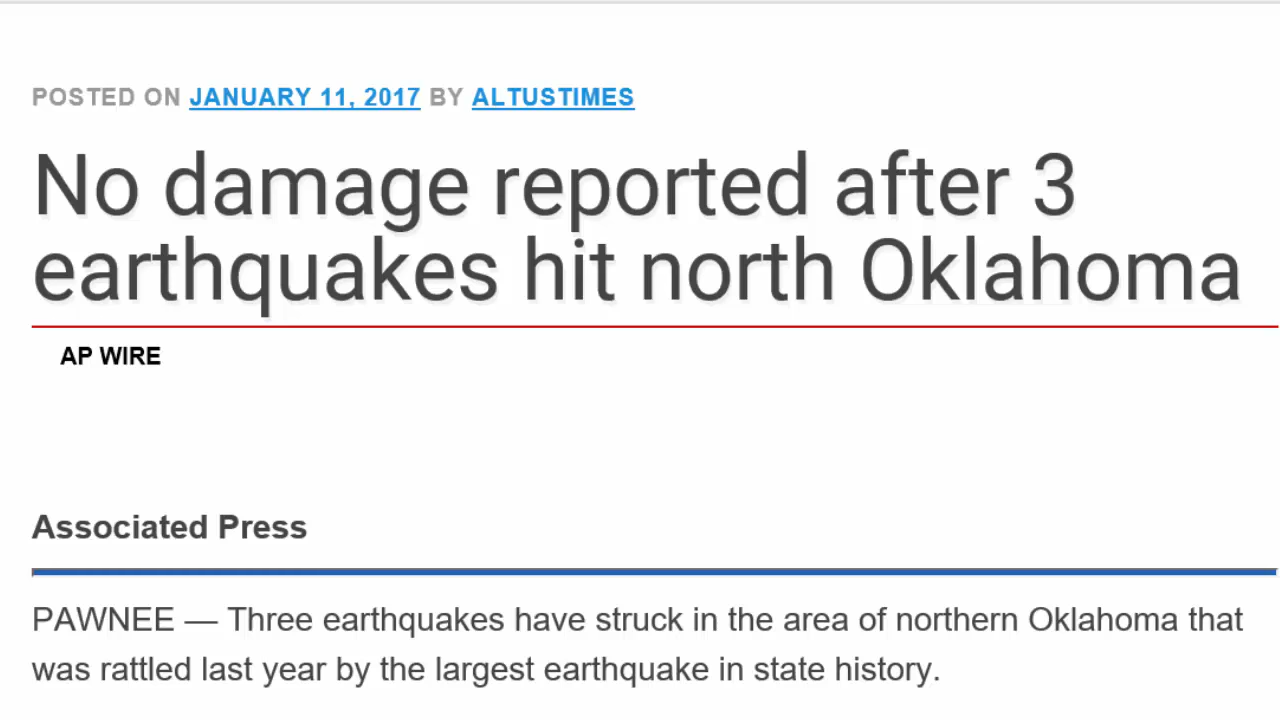 POSTED ON JANUARY 11, 2017 BY ALTUSTIMES
No damage reported after 3
earthquakes hit north Oklahoma
AP WIRE
Associated Press
PAWNEE — Three earthquakes have struck in the area of northern Oklahoma that
was rattled last year by the largest earthquake in state history.